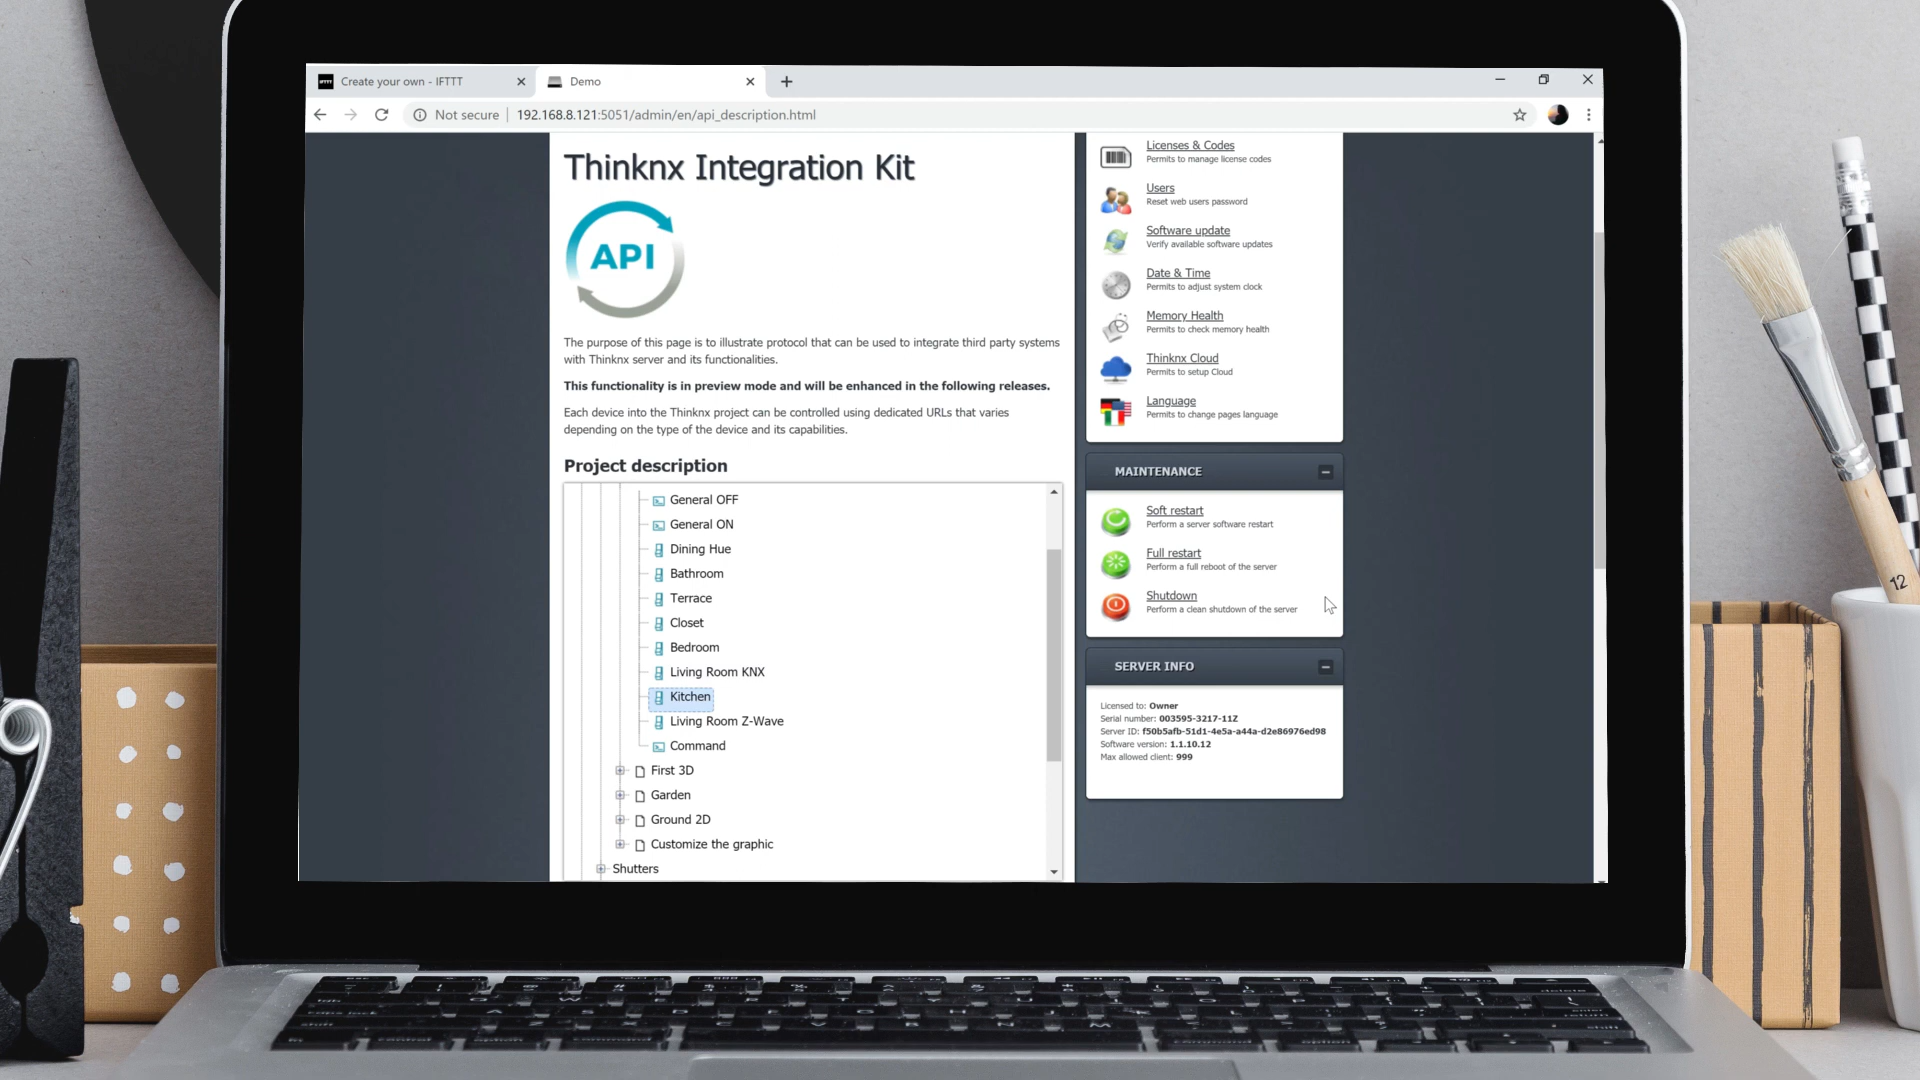 Create your own - IFTTT
Demo
Not secure
192.168.8.121:5051/admin/en/api_description.html
Thinknx Integration Kit
API
The purpose of this page is to illustrate protocol that can be used to integrate third party systems
with Thinknx server and its functionalities.
This functionality is in preview mode and will be enhanced in the following releases.
Each device into the Thinknx project can be controlled using dedicated URLs that varies
depending on the type of the device and its capabilities.
Project description
General OFF
General ON
Dining Hue
Bathroom
Terrace
Closet
Bedroom
Living Room KNX
Kitchen
Living Room Z-Wave
Command
First 3D
Garden
Ground 2D
Customize the graphic
Shutters
Licenses & Codes
Permits to manage license codes
Users
Reset web users password
Software update
Verify available software updates
Date & Time
Permits to adjust system clock
Memory Health
Permits to check memory health
Thinknx Cloud
Permits to setup Cloud
Language
Permits to change pages language
MAINTENANCE
Soft restart
Perform a server software restart
Full restart
Perform a full reboot of the server
Shutdown
Perform a clean shutdown of the server
SERVER INFO
Licensed to: Owner
Serial number: 003595-3217-11Z
Server ID: f50b5afb-51d1-4e5a-a44a-d2e86976ed98
Software version: 1.1.10.12
Max allowed client: 999
12